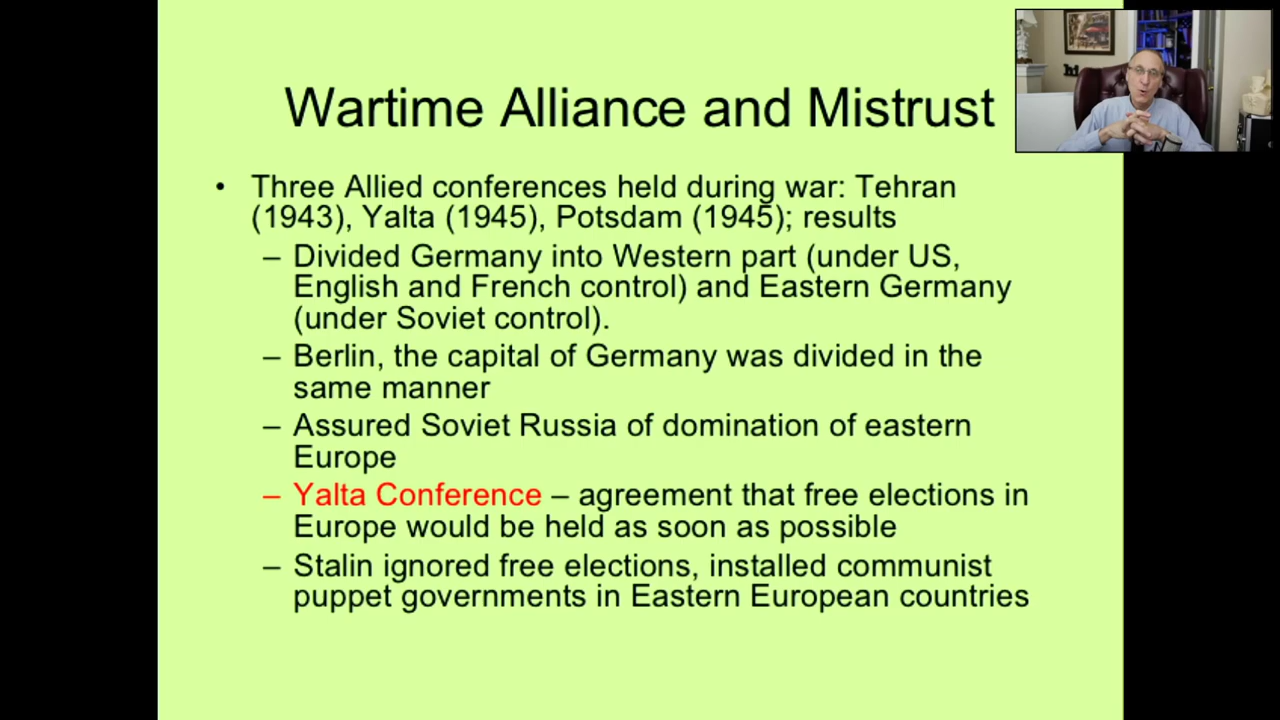 Wartime Alliance and Mistrust
• Three Allied conferences held during war: Tehran
(1943), Yalta (1945), Potsdam (1945); results
– Divided Germany into Western part (under US,
English and French control) and Eastern Germany
(under Soviet control).
– Berlin, the capital of Germany was divided in the
same manner
– Assured Soviet Russia of domination of eastern
Europe
– Yalta Conference – agreement that free elections in
Europe would be held as soon as possible
– Stalin ignored free elections, installed communist
puppet governments in Eastern European countries